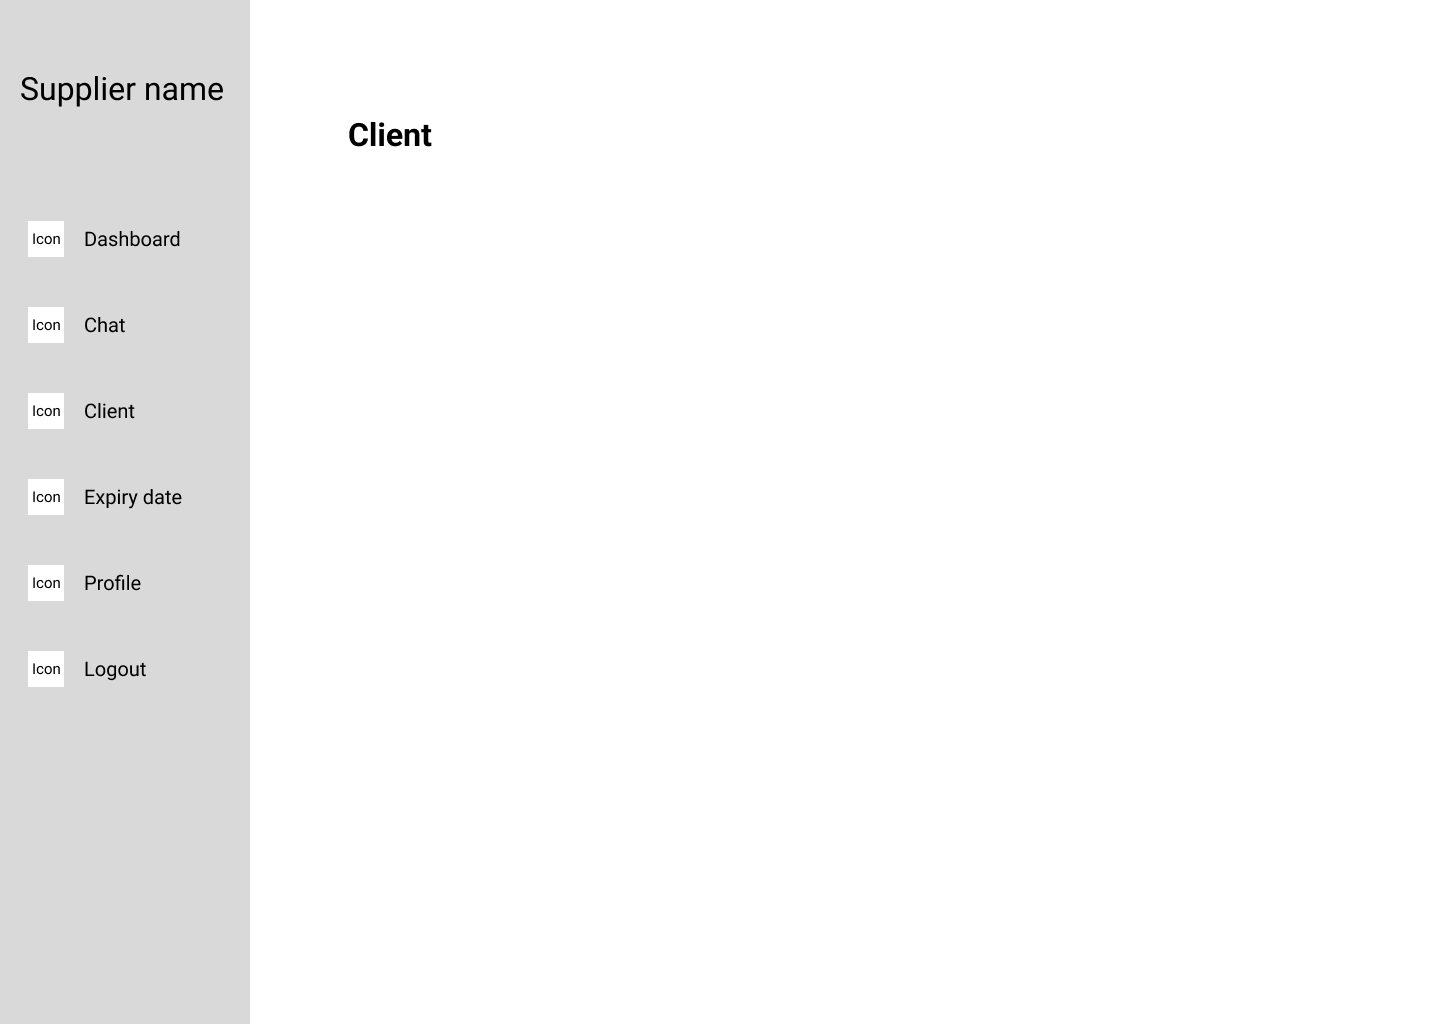 Supplier name
Client
Icon Dashboard
Icon Chat
Icon Client
Icon Expiry date
Icon Profile
Icon Logout